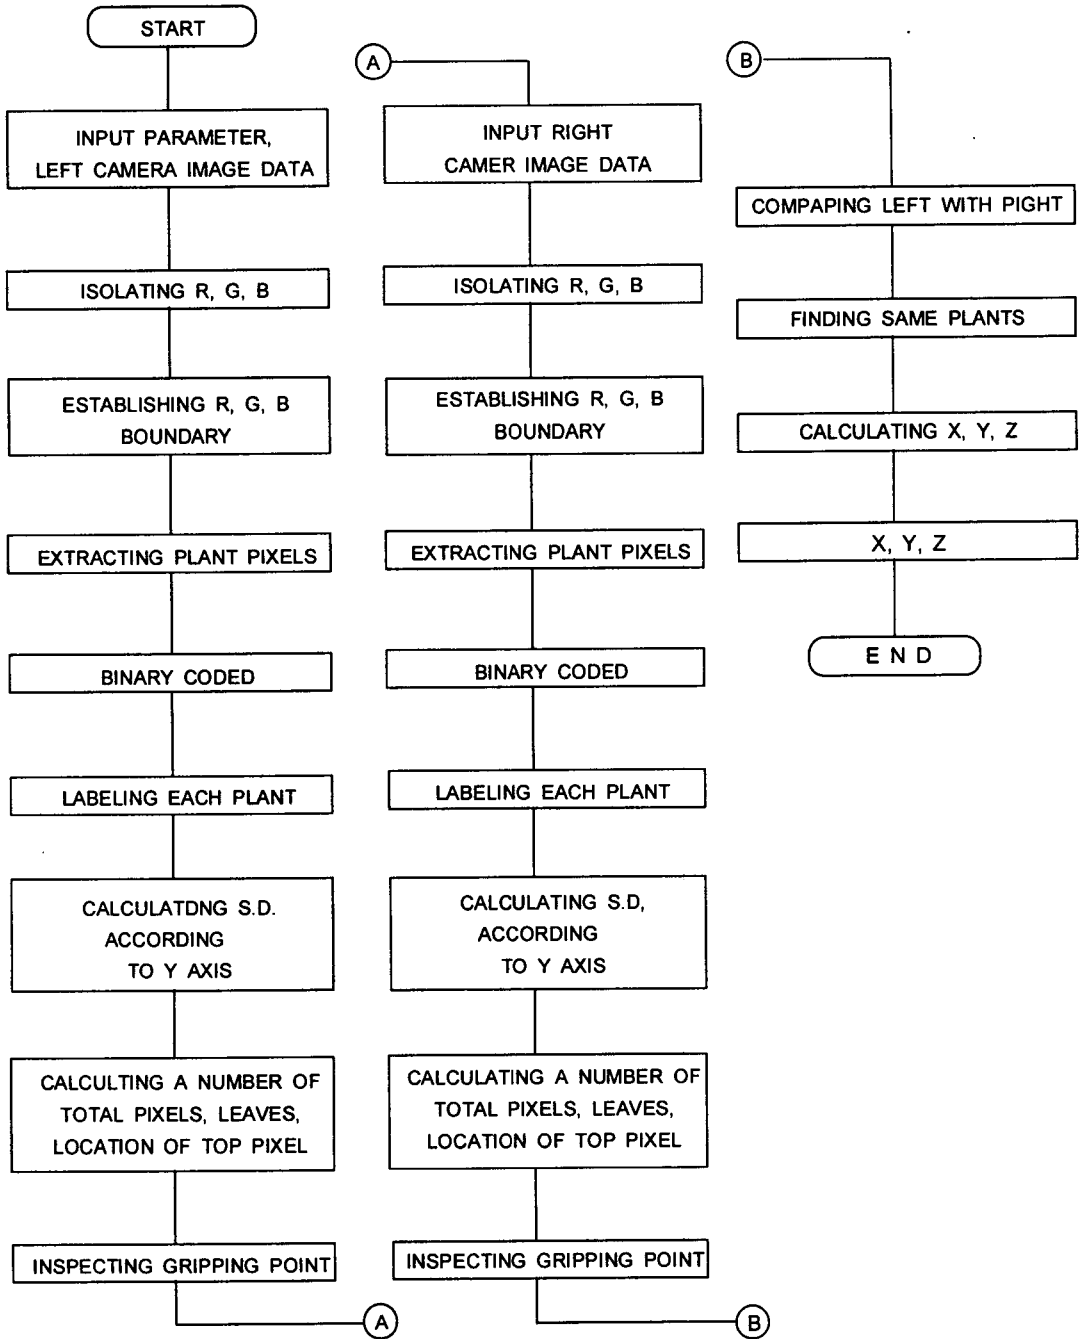 START
INPUT PARAMETER,
LEFT CAMERA IMAGE DATA
ISOLATING R, G, B
ESTABLISHING R, G, B
BOUNDARY
EXTRACTING PLANT PIXELS
BINARY CODED
LABELING EACH PLANT
CALCULATDNG S.D.
ACCORDING
TO Y AXIS
CALCULTING A NUMBER OF
TOTAL PIXELS, LEAVES,
LOCATION OF TOP PIXEL
INSPECTING GRIPPING POINT
A
A
INPUT RIGHT
CAMER IMAGE DATA
ISOLATING R, G, B
ESTABLISHING R, G, B
BOUNDARY
EXTRACTING PLANT PIXELS
BINARY CODED
LABELING EACH PLANT
CALCULATING S.D,
ACCORDING
TO Y AXIS
CALCULATING A NUMBER OF
TOTAL PIXELS, LEAVES,
LOCATION OF TOP PIXEL
INSPECTING GRIPPING POINT
B
B
COMPAPING LEFT WITH PIGHT
FINDING SAME PLANTS
CALCULATING X, Y, Z
X, Y, Z
E N D